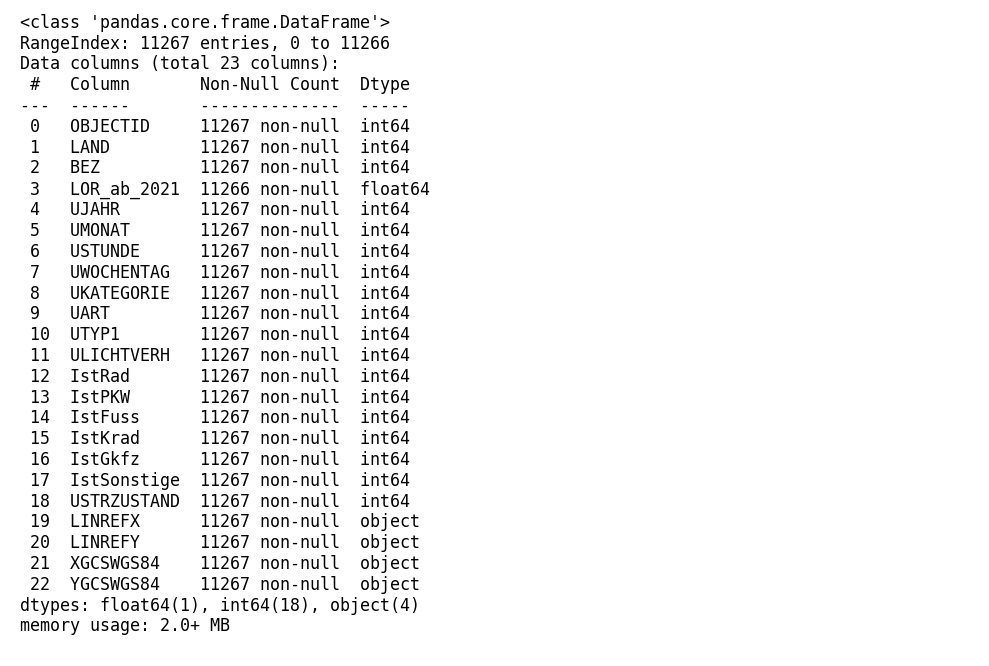 <class 'pandas.core.frame.DataFrame'>
RangeIndex: 11267 entries, 0 to 11266
Data columns (total 23 columns):
 #   Column       Non-Null Count  Dtype
---  ------       --------------  -----
 0   OBJECTID     11267 non-null  int64
 1   LAND         11267 non-null  int64
 2   BEZ          11267 non-null  int64
 3   LOR_ab_2021  11266 non-null  float64
 4   UJAHR        11267 non-null  int64
 5   UMONAT       11267 non-null  int64
 6   USTUNDE      11267 non-null  int64
 7   UWOCHENTAG   11267 non-null  int64
 8   UKATEGORIE   11267 non-null  int64
 9   UART         11267 non-null  int64
 10  UTYP1        11267 non-null  int64
 11  ULICHTVERH   11267 non-null  int64
 12  IstRad       11267 non-null  int64
 13  IstPKW       11267 non-null  int64
 14  IstFuss      11267 non-null  int64
 15  IstKrad      11267 non-null  int64
 16  IstGkfz      11267 non-null  int64
 17  IstSonstige  11267 non-null  int64
 18  USTRZUSTAND  11267 non-null  int64
 19  LINREFX      11267 non-null  object
 20  LINREFY      11267 non-null  object
 21  XGCSWGS84    11267 non-null  object
 22  YGCSWGS84    11267 non-null  object
dtypes: float64(1), int64(18), object(4)
memory usage: 2.0+ MB